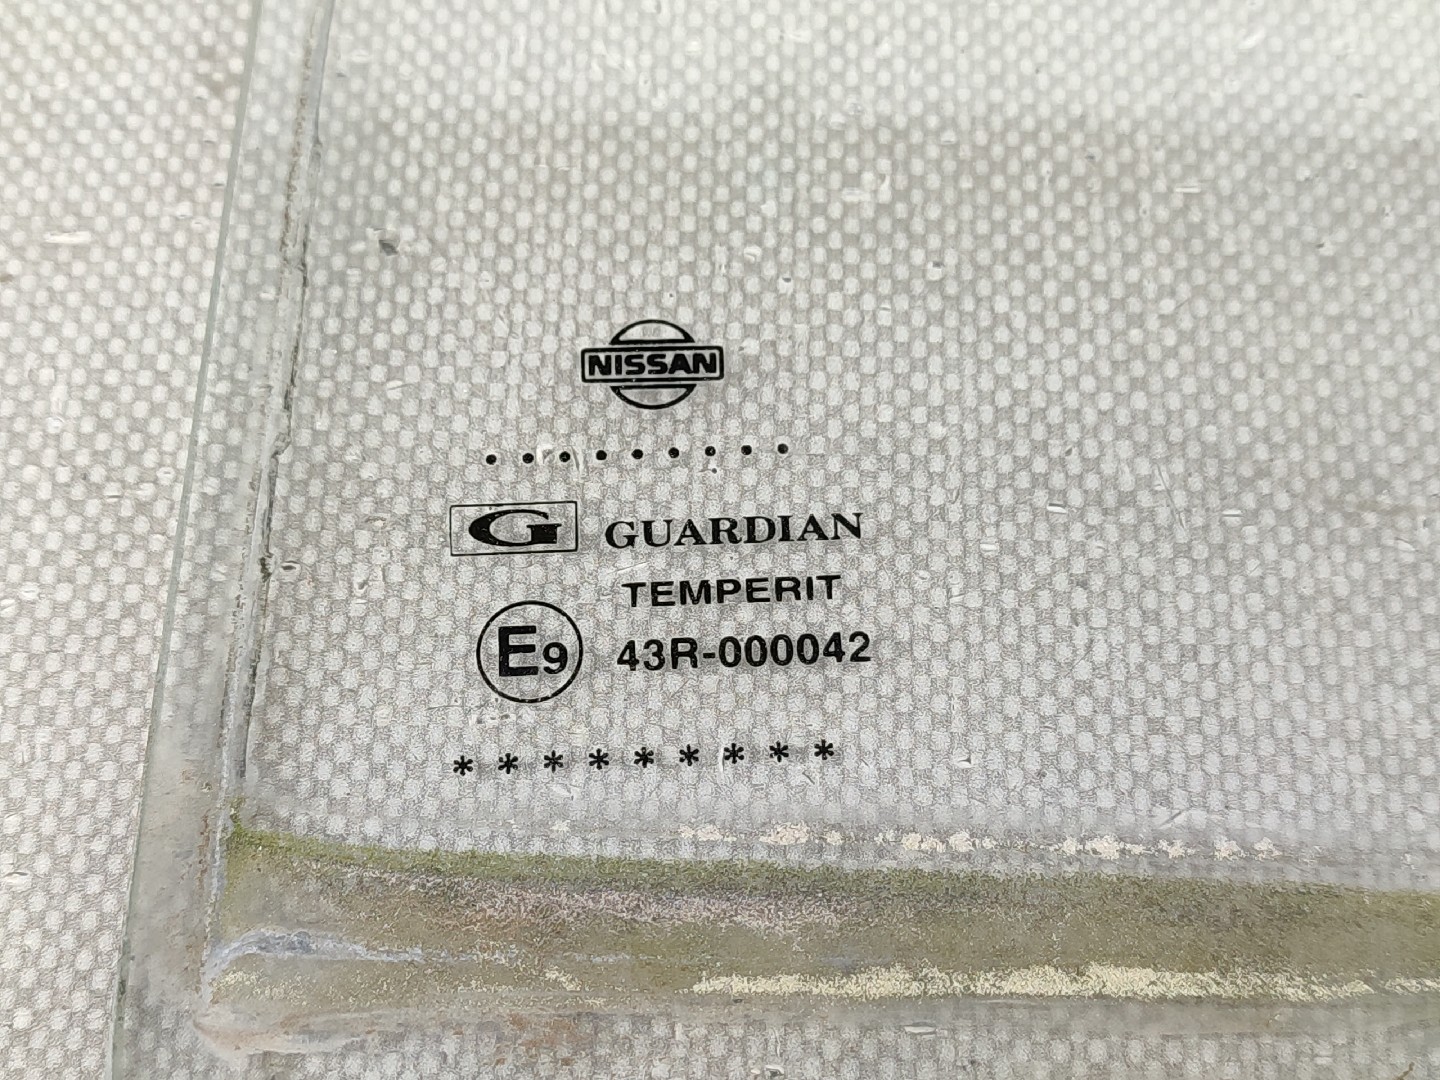 NISSAN
• • • • • • • • •
G GUARDIAN
TEMPERIT
E9 43R-000042
* * * * * * * * *